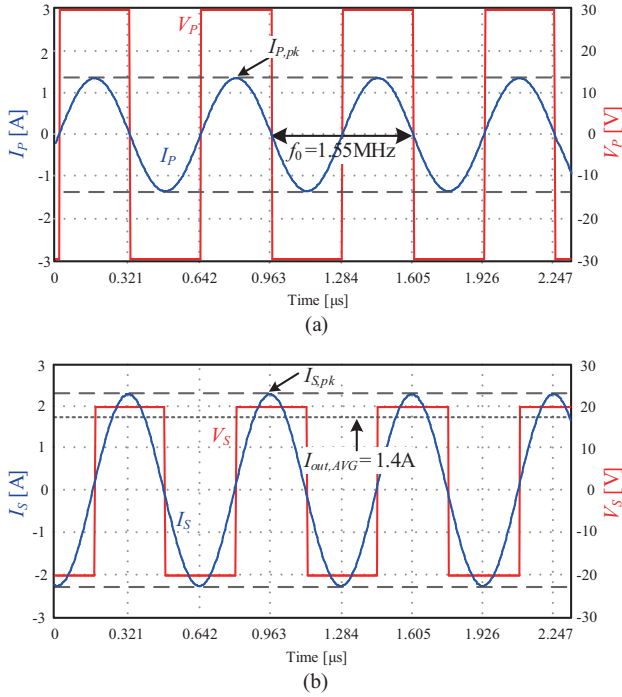 3
2
1
0
-1
-2
-3
I_P [A]
V_P
I_P,pk
I_P
f_0 =1.55MHz
30
20
10
0
-10
-20
-30
V_P [V]
0 0.321 0.642 0.963 1.284 1.605 1.926 2.247
Time [μs]
(a)
3
2
1
0
-1
-2
-3
I_S [A]
I_S,pk
V_S
I_out,AVG = 1.4A
I_S
30
20
10
0
-10
-20
-30
V_S [V]
0 0.321 0.642 0.963 1.284 1.605 1.926 2.247
Time [μs]
(b)